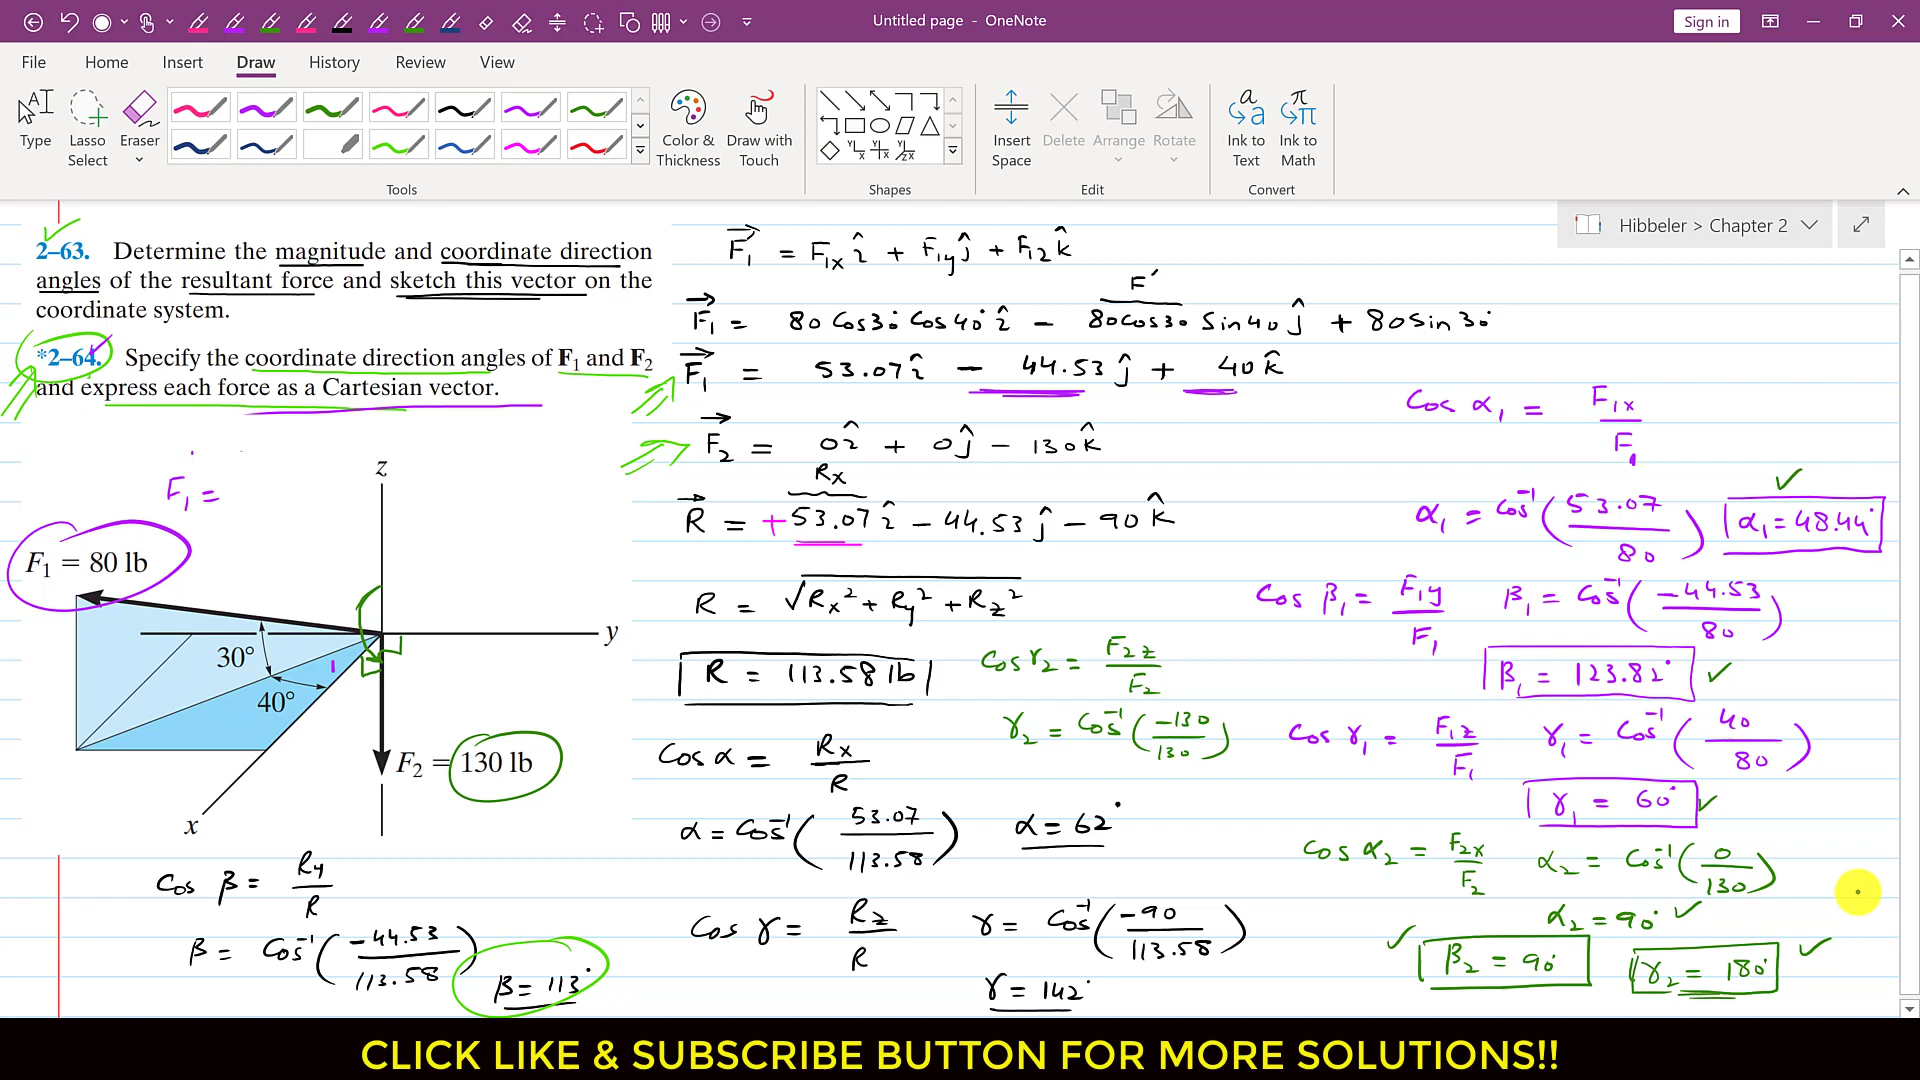 Untitled page - OneNote
Sign in
File Home Insert Draw History Review View
Type
Lasso Select
Eraser
Color & Thickness
Draw with Touch
Insert Space
Delete
Arrange
Rotate
Ink to Text
Ink to Math
Tools
Shapes
Edit
Convert
Hibbeler > Chapter 2
2–63. Determine the magnitude and coordinate direction
angles of the resultant force and sketch this vector on the
coordinate system.
*2–64. Specify the coordinate direction angles of F₁ and F₂
and express each force as a Cartesian vector.
F₁ =
z
F₁ = 80 lb
y
30°
40°
F₂ = 130 lb
x
Cos β = Ry/R
β = Cos⁻¹(-44.53/113.58)
β = 113°
F₁ = F₁x î + F₁y ĵ + F₁z k̂
F'
F₁ = 80 Cos30° Cos40° î - 80 Cos30 Sin40 ĵ + 80 Sin 30°
F₁ = 53.07 î - 44.53 ĵ + 40 k̂
F₂ = 0 î + 0 ĵ - 130 k̂
Rx
R = +53.07 î - 44.53 ĵ - 90 k̂
R = √Rx² + Ry² + Rz²
R = 113.58 lb
Cos α = Rx/R
α = Cos⁻¹(53.07/113.58) α = 62°
Cos γ = Rz/R γ = Cos⁻¹(-90/113.58)
γ = 142°
Cos γ₂ = F₂z/F₂
γ₂ = Cos⁻¹(-130/130)
Cos α₁ = F₁x/F₁
α₁ = Cos⁻¹(53.07/80) α₁ = 48.44°
Cos β₁ = F₁y/F₁ β₁ = Cos⁻¹(-44.53/80)
β₁ = 123.82°
Cos γ₁ = F₁z/F₁ γ₁ = Cos⁻¹(40/80)
γ₁ = 60°
Cos α₂ = F₂x/F₂ α₂ = Cos⁻¹(0/130)
α₂ = 90°
β₂ = 90° γ₂ = 180°
CLICK LIKE & SUBSCRIBE BUTTON FOR MORE SOLUTIONS!!